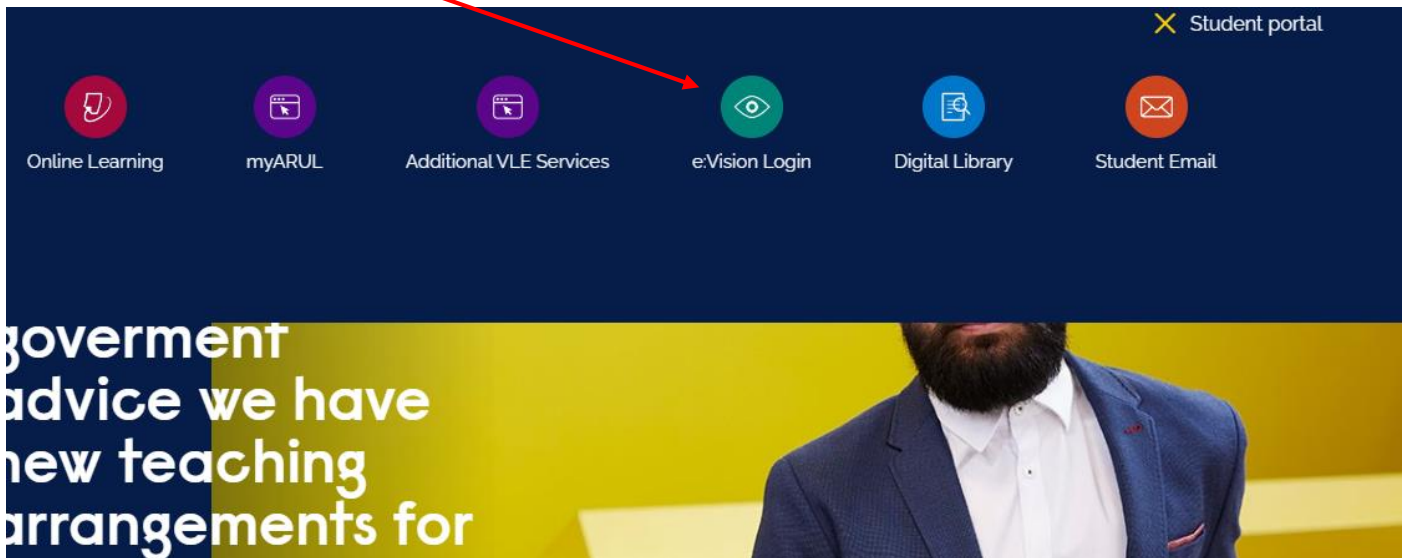 Student portal
Online Learning
myARUL
Additional VLE Services
e:Vision Login
Digital Library
Student Email
goverment
advice we have
new teaching
arrangements for